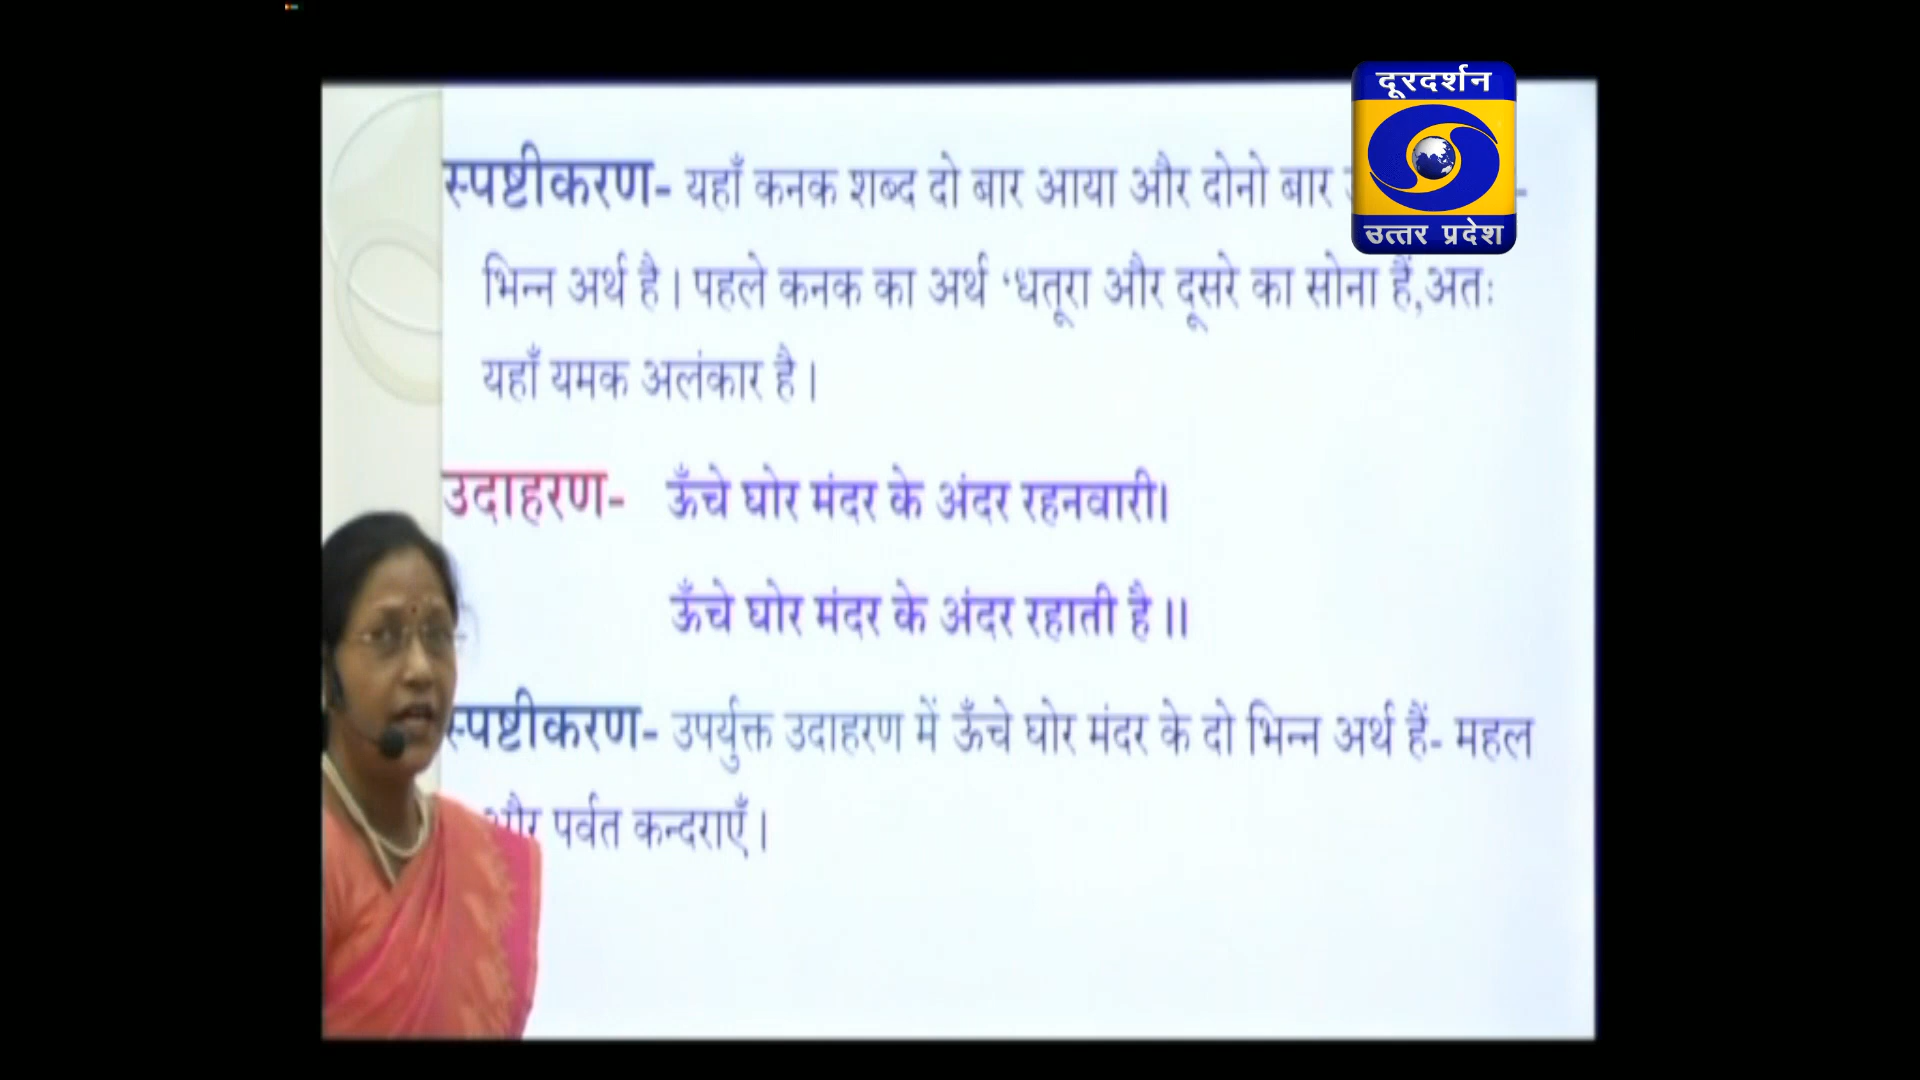 दूरदर्शन
उत्तर प्रदेश
स्पष्टीकरण- यहाँ कनक शब्द दो बार आया और दोनो बार -
भिन्न अर्थ है। पहले कनक का अर्थ ‘धतूरा और दूसरे का सोना हैं,अतः
यहाँ यमक अलंकार है।
उदाहरण- ऊँचे घोर मंदर के अंदर रहनवारी।
ऊँचे घोर मंदर के अंदर रहाती है।।
स्पष्टीकरण- उपर्युक्त उदाहरण में ऊँचे घोर मंदर के दो भिन्न अर्थ हैं- महल
और पर्वत कन्दराएँ।